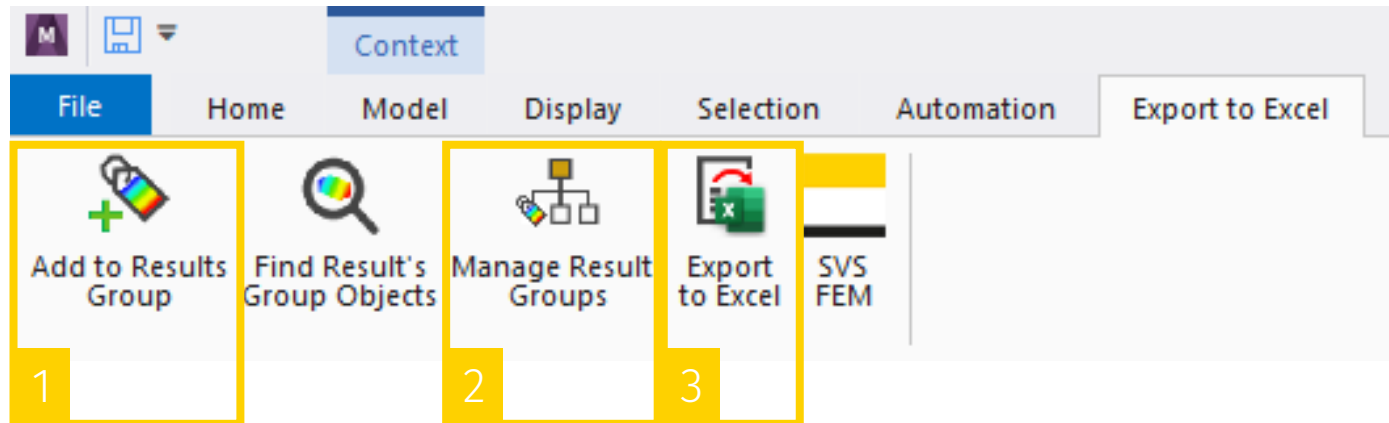 M
Context
File Home Model Display Selection Automation Export to Excel
Add to Results Group
Find Result's Group Objects
Manage Result Groups
Export to Excel
SVS FEM
1 2 3